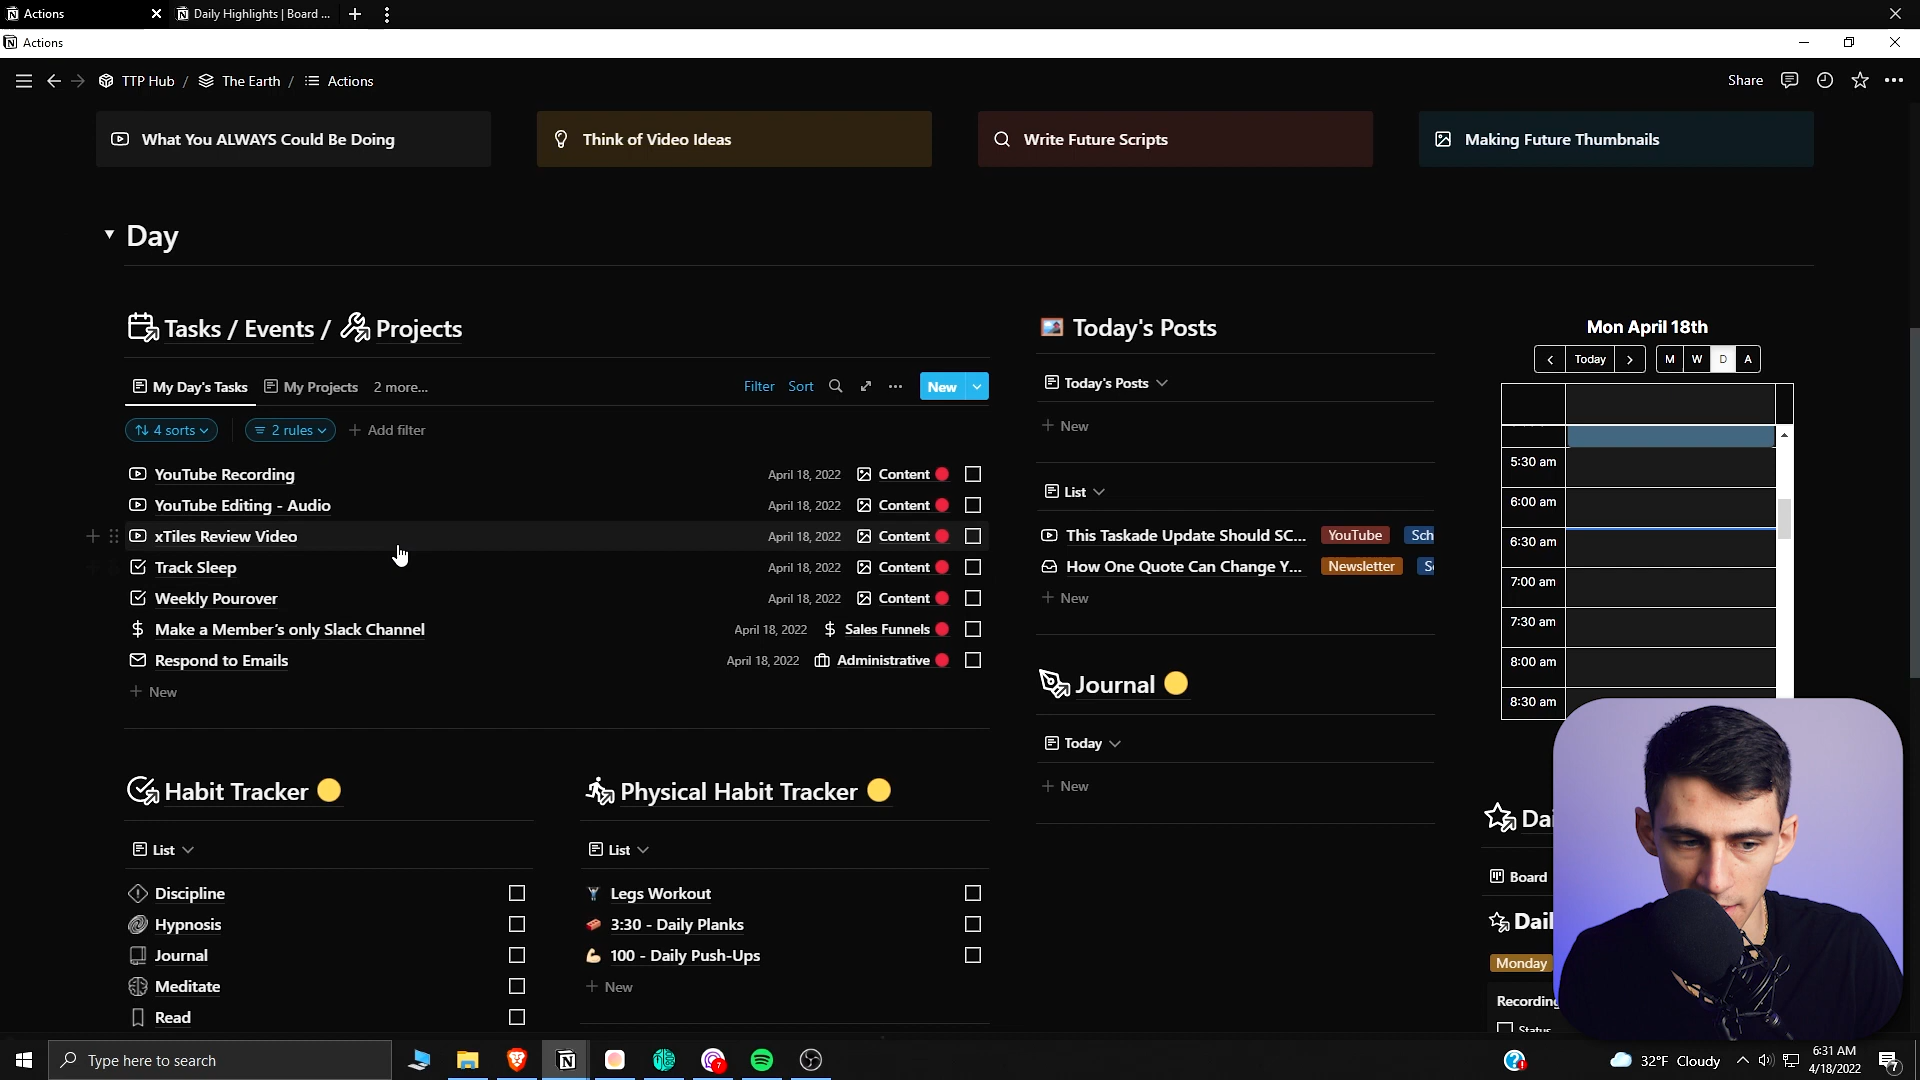 Actions
Daily Highlights | Board ...
Actions
TTP Hub / The Earth / Actions
Share
What You ALWAYS Could Be Doing
Think of Video Ideas
Write Future Scripts
Making Future Thumbnails
Day
Tasks / Events / Projects
My Day's Tasks My Projects 2 more...
Filter Sort New
4 sorts 2 rules + Add filter
YouTube Recording April 18, 2022 Content
YouTube Editing - Audio April 18, 2022 Content
xTiles Review Video April 18, 2022 Content
Track Sleep April 18, 2022 Content
Weekly Pourover April 18, 2022 Content
Make a Member's only Slack Channel April 18, 2022 Sales Funnels
Respond to Emails April 18, 2022 Administrative
+ New
Today's Posts
Today's Posts
+ New
List
This Taskade Update Should SC... YouTube Sch
How One Quote Can Change Y... Newsletter S
+ New
Journal
Today
+ New
Mon April 18th
Today M W D A
5:30 am
6:00 am
6:30 am
7:00 am
7:30 am
8:00 am
8:30 am
Habit Tracker
List
Discipline
Hypnosis
Journal
Meditate
Read
Physical Habit Tracker
List
Legs Workout
3:30 - Daily Planks
100 - Daily Push-Ups
+ New
Dai
Board
Dail
Monday
Recording
Status
Type here to search
7
32°F Cloudy
6:31 AM
4/18/2022
7